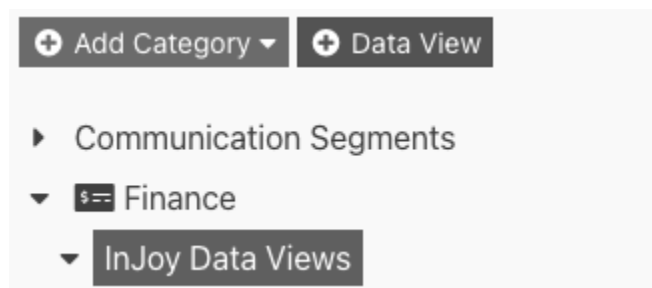 Add Category Data View
Communication Segments
Finance
InJoy Data Views